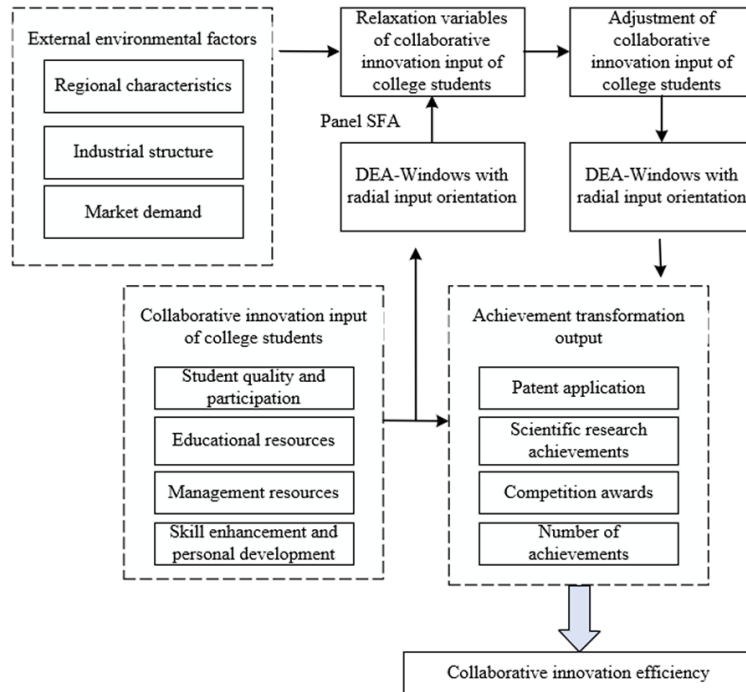 External environmental factors
Regional characteristics
Industrial structure
Market demand
Relaxation variables
of collaborative
innovation input of
college students
Adjustment of
collaborative
innovation input of
college students
Panel SFA
DEA-Windows with
radial input orientation
DEA-Windows with
radial input orientation
Collaborative innovation input
of college students
Student quality and
participation
Educational resources
Management resources
Skill enhancement and
personal development
Achievement transformation
output
Patent application
Scientific research
achievements
Competition awards
Number of
achievements
Collaborative innovation efficiency